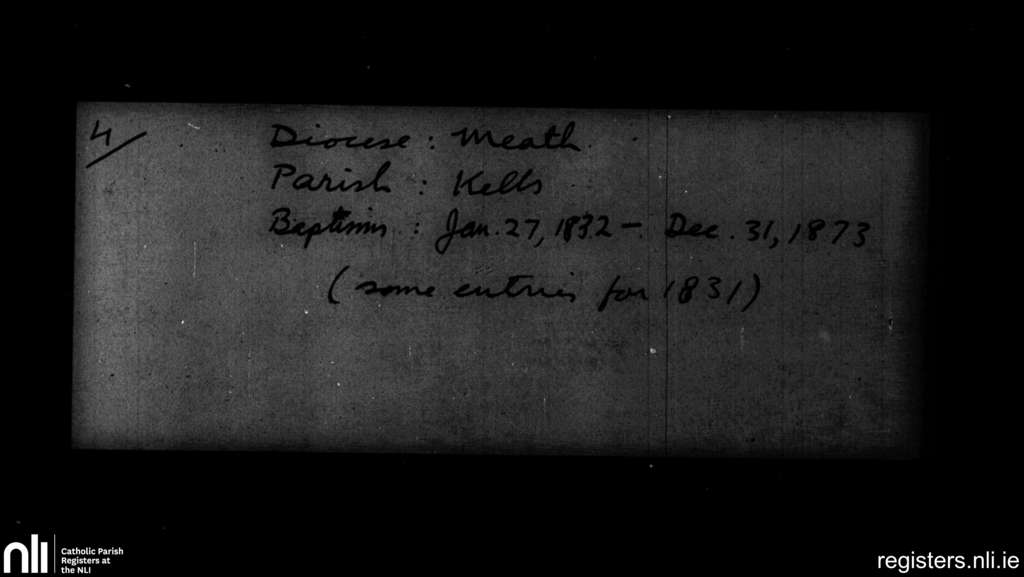 4/
Diocese : Meath
Parish : Kells
Baptisms : Jan. 27, 1832 – Dec. 31, 1873
(some entries for 1831)
nli
Catholic Parish
Registers at
the NLI
registers.nli.ie